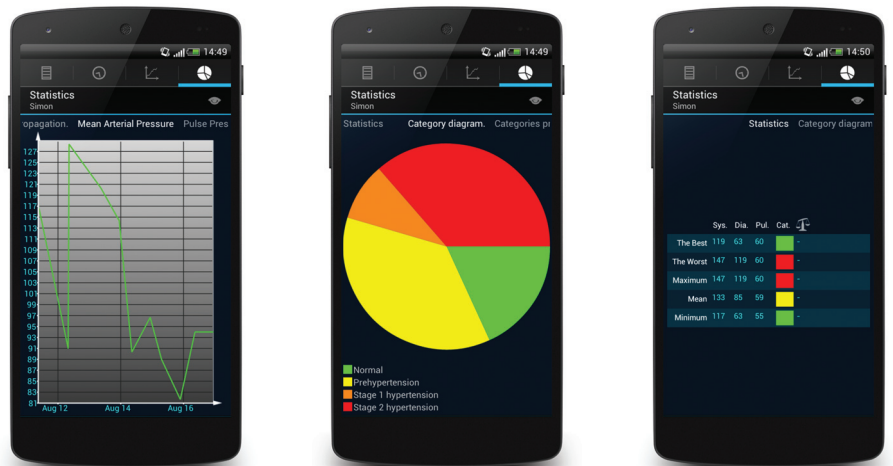 14:49
Statistics
Simon
opagation. Mean Arterial Pressure Pulse Pres
127
125
123
121
119
117
115
113
111
109
107
105
103
101
99
97
95
93
91
89
87
85
83
81
Aug 12 Aug 14 Aug 16
14:49
Statistics
Simon
Statistics Category diagram. Categories pr
Normal
Prehypertension
Stage 1 hypertension
Stage 2 hypertension
14:50
Statistics
Simon
Statistics Category diagram
Sys. Dia. Pul. Cat.
The Best 119 63 60 -
The Worst 147 119 60 -
Maximum 147 119 60 -
Mean 133 85 59 -
Minimum 117 63 55 -